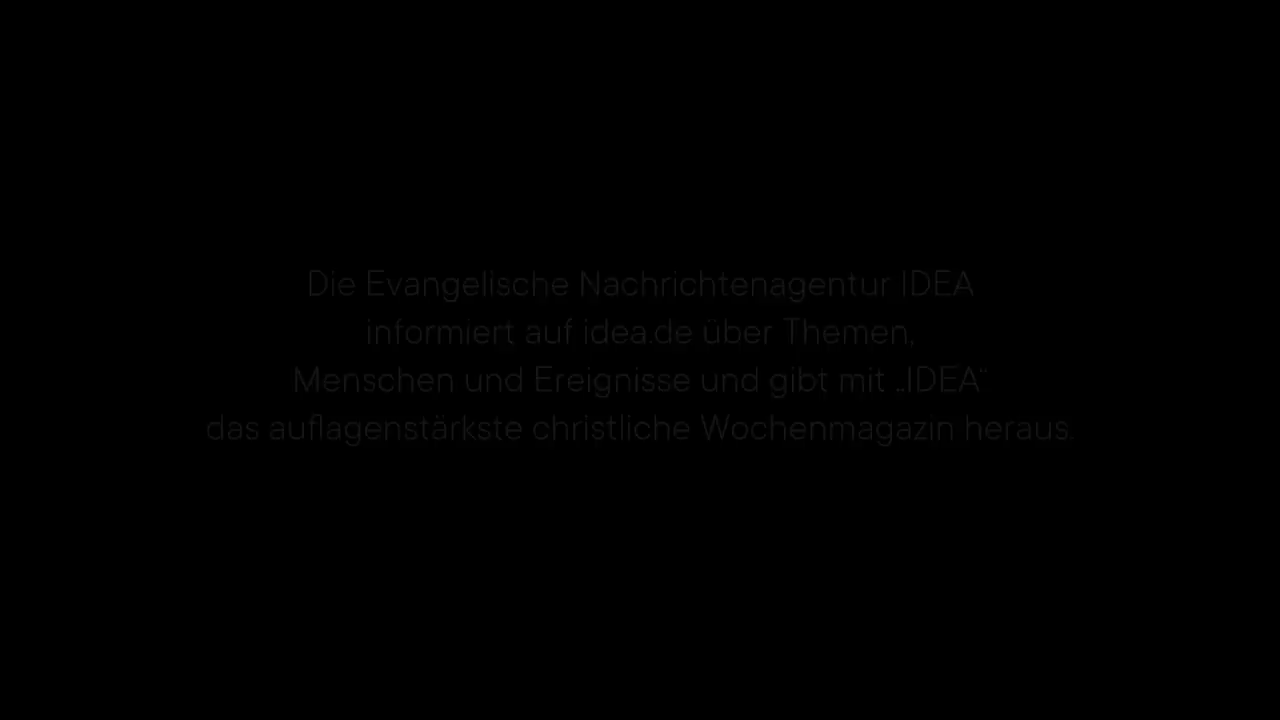 Die Evangelische Nachrichtenagentur IDEA
informiert auf idea.de über Themen,
Menschen und Ereignisse und gibt mit „IDEA“
das auflagenstärkste christliche Wochenmagazin heraus.